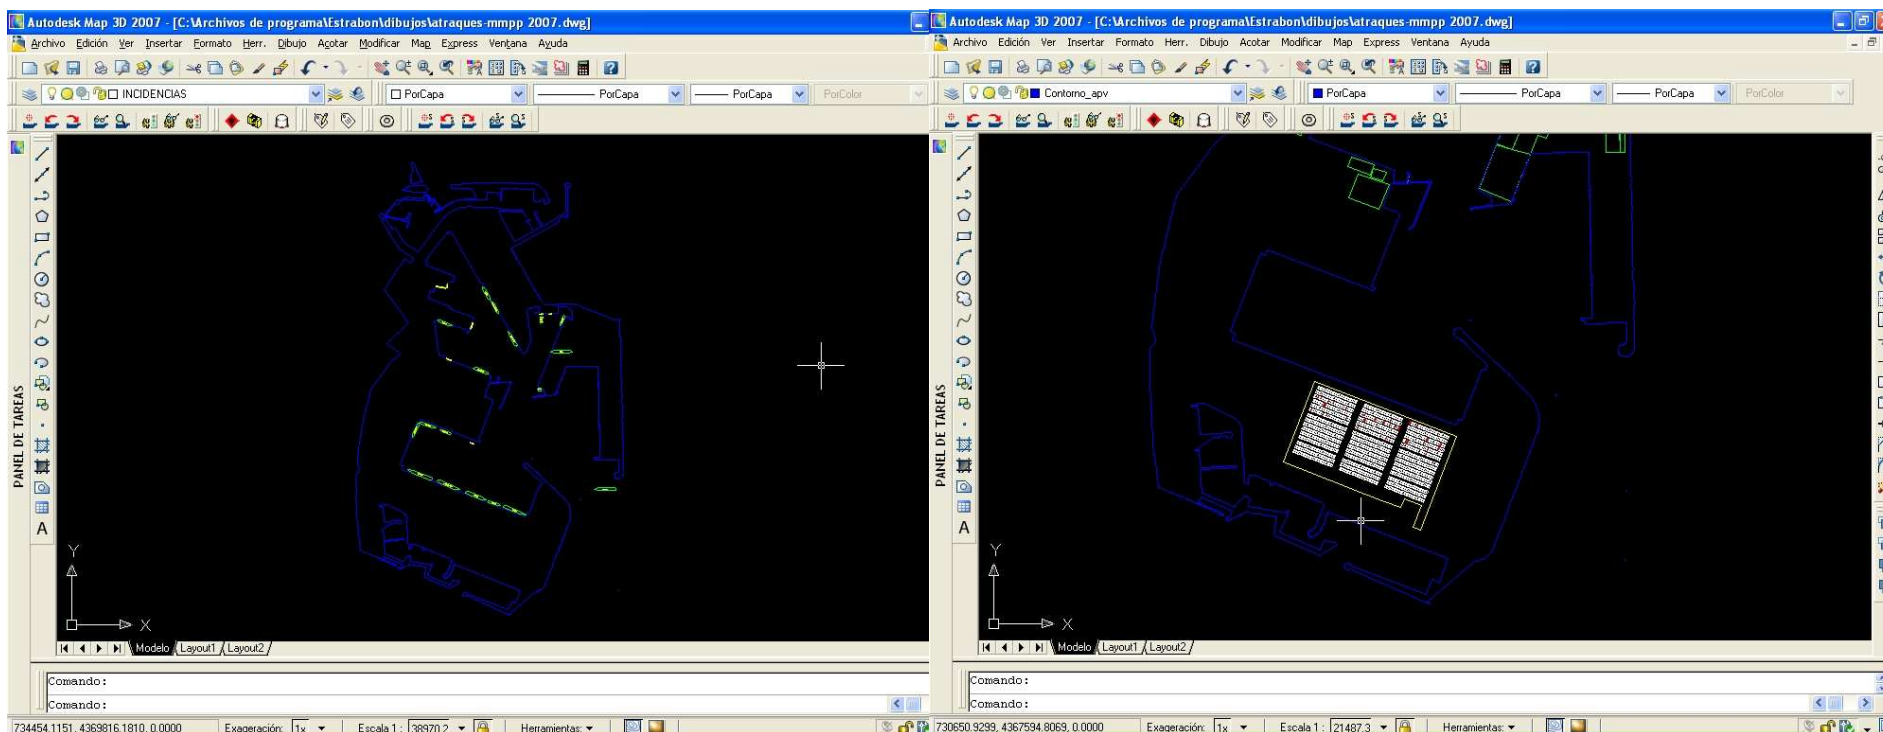 Autodesk Map 3D 2007 - [C:\Archivos de programa\Estrabon\dibujos\atraques-mmpp 2007.dwg]
Archivo Edición Ver Insertar Formato Herr. Dibujo Acotar Modificar Map Express Ventana Ayuda
INCIDENCIAS PorCapa PorCapa PorCapa PorColor
PANEL DE TAREAS
A
Y
X
Modelo Layout1 Layout2
Comando:
Comando:
734454.1151, 4369816.1810, 0.0000 Exageración: 1x Escala 1 : 38970.2 Herramientas:
Autodesk Map 3D 2007 - [C:\Archivos de programa\Estrabon\dibujos\atraques-mmpp 2007.dwg]
Archivo Edición Ver Insertar Formato Herr. Dibujo Acotar Modificar Map Express Ventana Ayuda
Contorno_apv PorCapa PorCapa PorCapa PorColor
PANEL DE TAREAS
A
Y
X
Modelo Layout1 Layout2
Comando:
Comando:
730650.9299, 4367594.8069, 0.0000 Exageración: 1x Escala 1 : 21487.3 Herramientas: